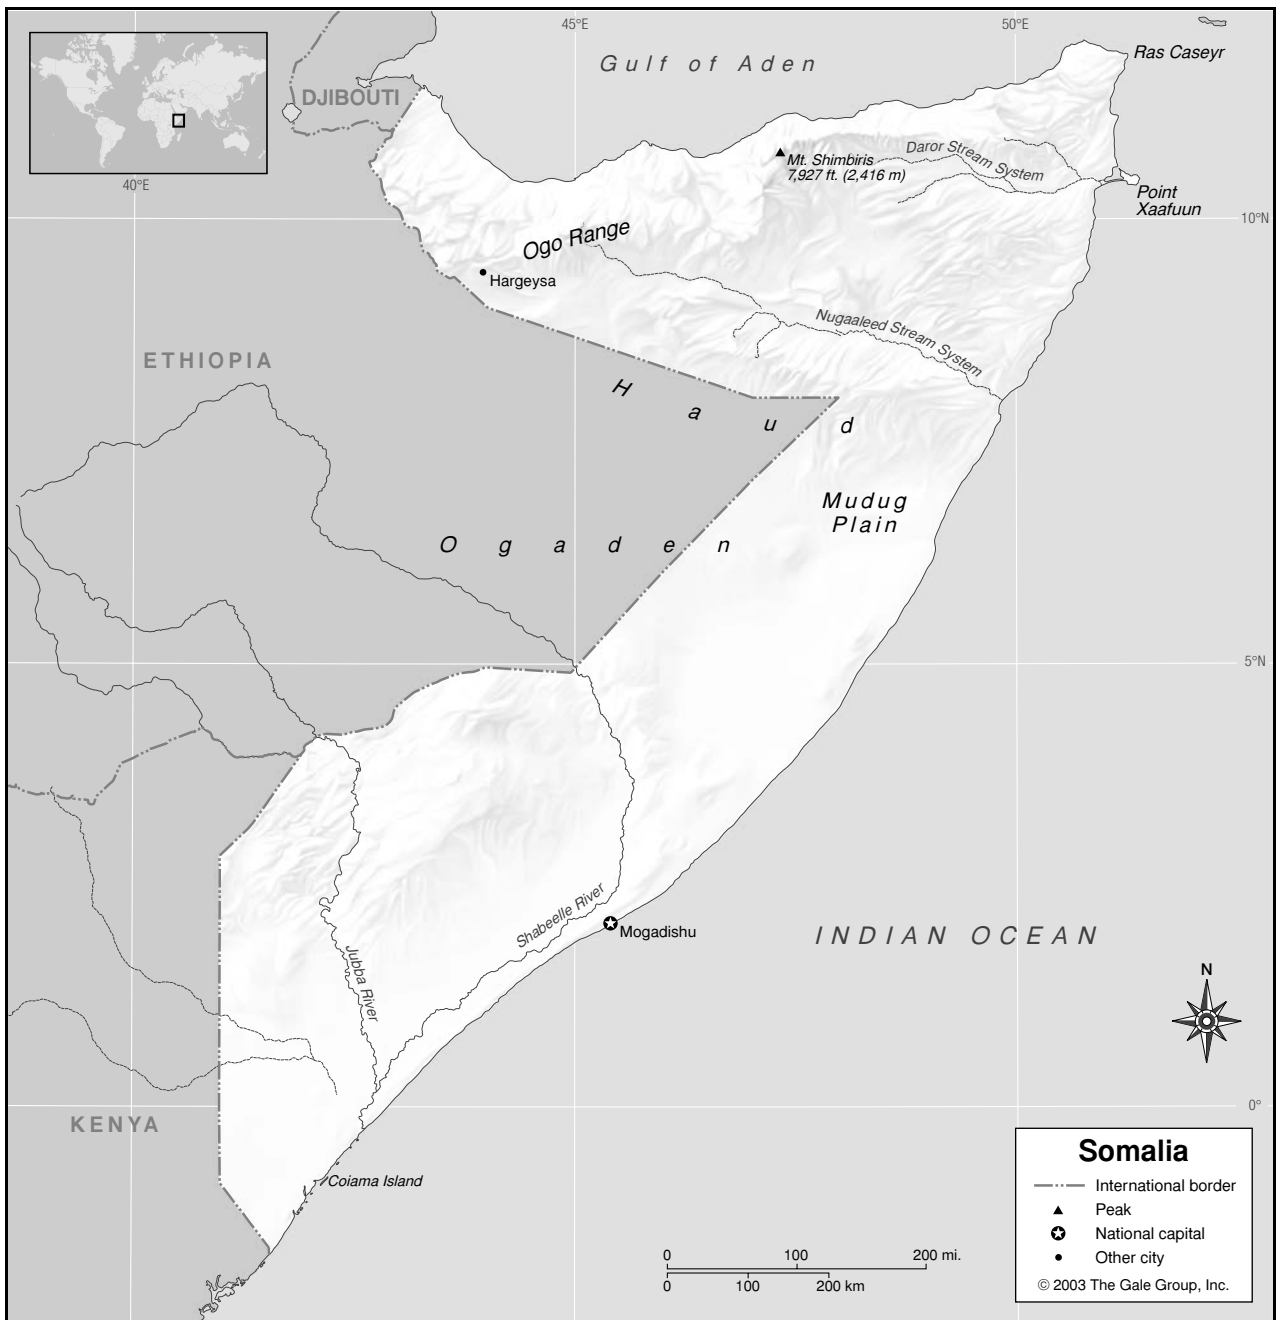 45°E
50°E
Gulf of Aden
Ras Caseyr
DJIBOUTI
Mt. Shimbiris
7,927 ft. (2,416 m)
Daror Stream System
40°E
Point
Xaafuun
10°N
Ogo Range
Hargeysa
Nugaaleed Stream System
ETHIOPIA
Haud
Mudug
Plain
Ogaden
5°N
Shabeelle River
Mogadishu
INDIAN OCEAN
Jubba River
N
0°
KENYA
Coiama Island
Somalia
International border
Peak
National capital
Other city
© 2003 The Gale Group, Inc.
0 100 200 mi.
0 100 200 km